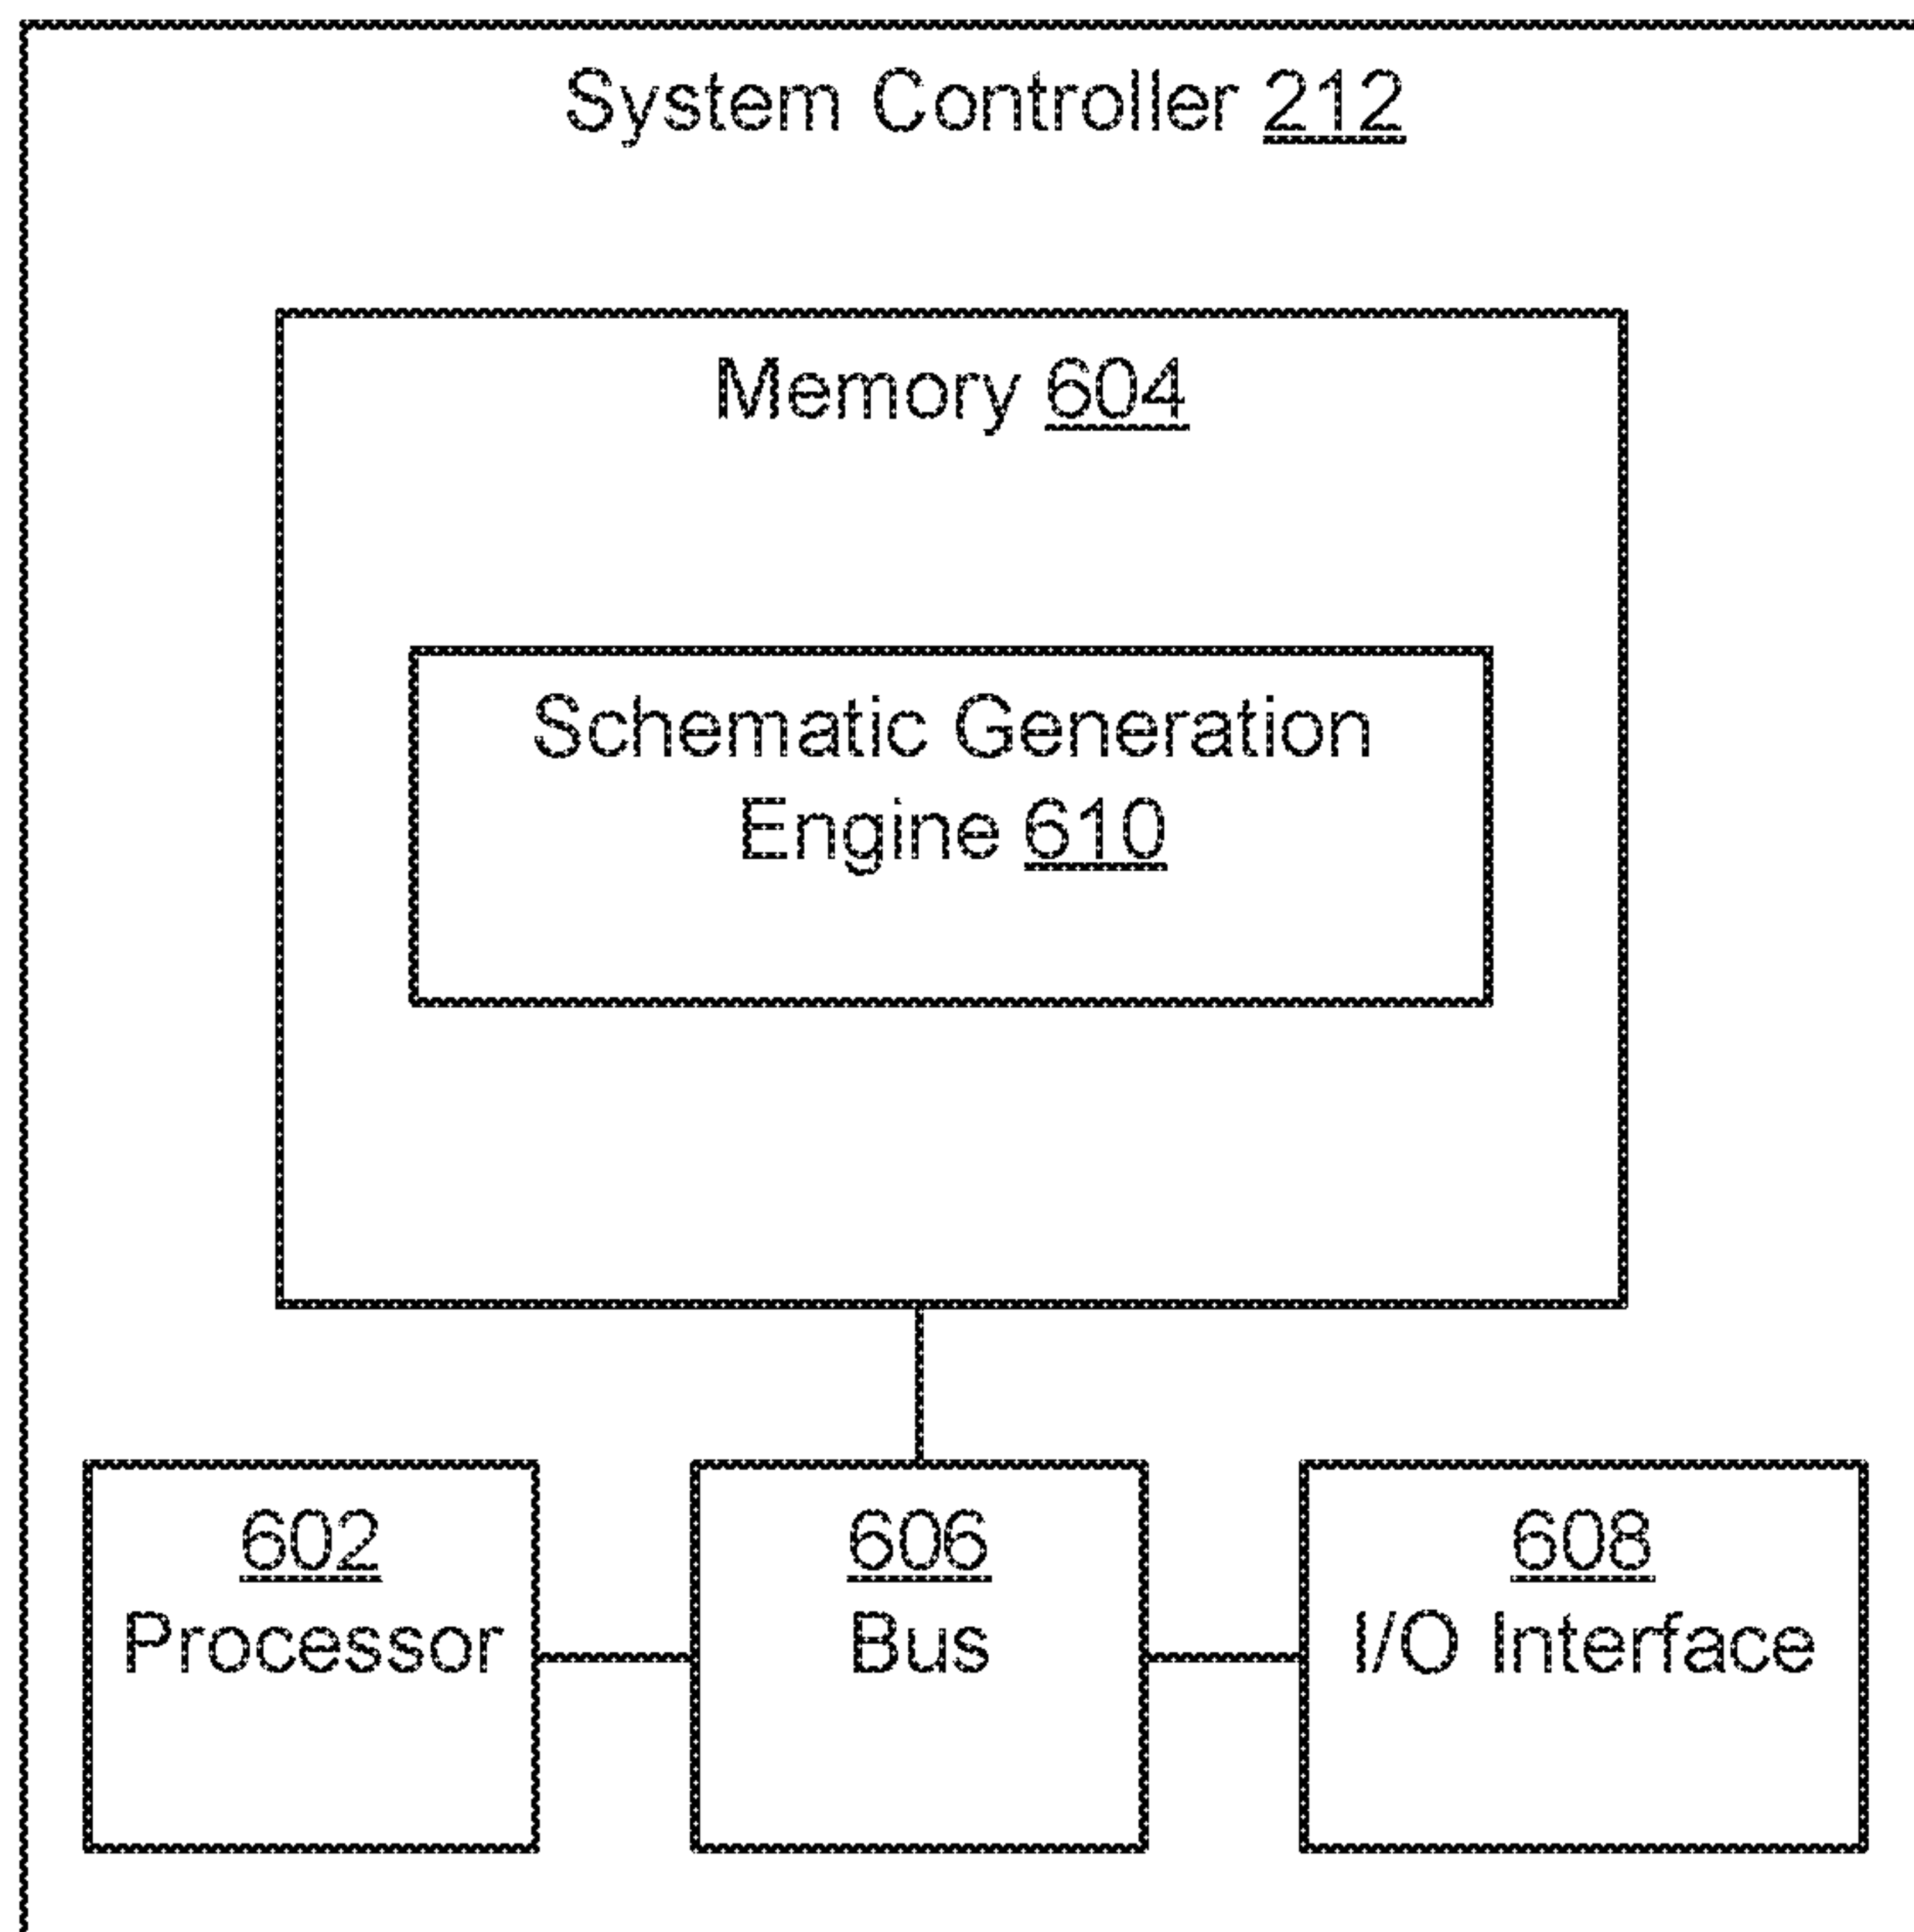 System Controller 212
Memory 604
Schematic Generation
Engine 610
602
Processor
606
Bus
608
I/O Interface